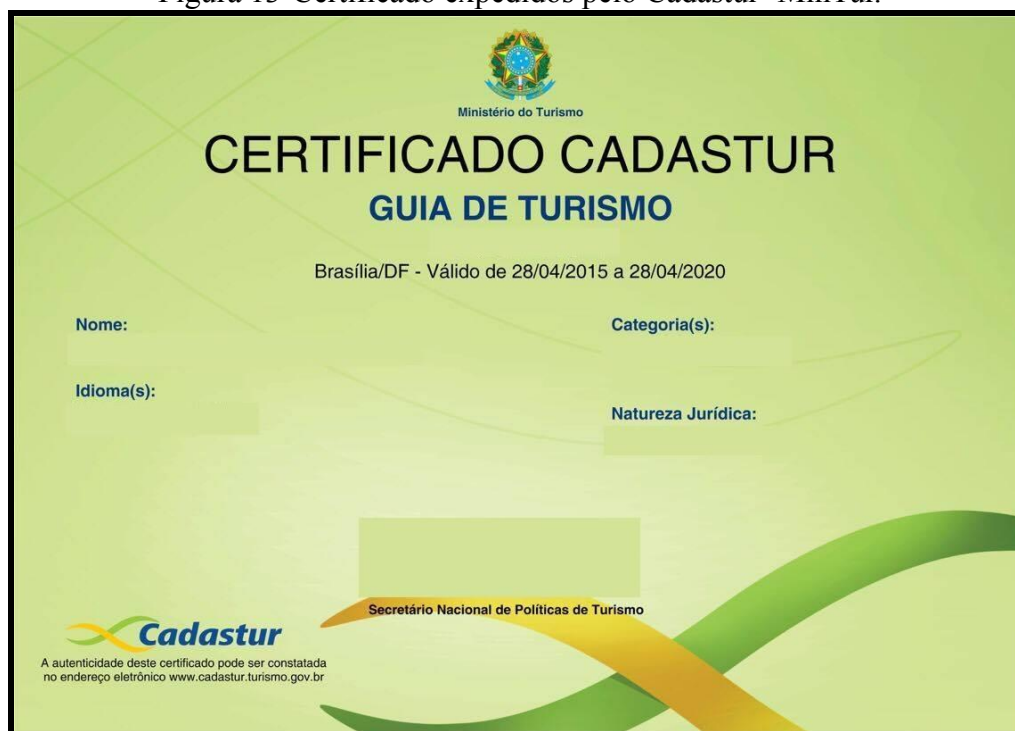 Figura 15-Certificado expedidos pelo Cadastur- MinTur.
Ministério do Turismo
CERTIFICADO CADASTUR
GUIA DE TURISMO
Brasília/DF - Válido de 28/04/2015 a 28/04/2020
Nome:
Categoria(s):
Idioma(s):
Natureza Jurídica:
Secretário Nacional de Políticas de Turismo
Cadastur
A autenticidade deste certificado pode ser constatada
no endereço eletrônico www.cadastur.turismo.gov.br